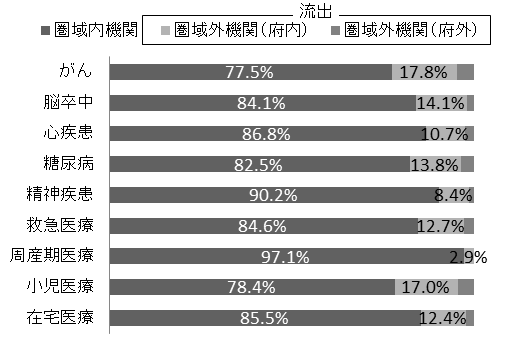 流出
■圏域内機関 ■圏域外機関(府内) ■圏域外機関(府外)
がん 77.5% 17.8%
脳卒中 84.1% 14.1%
心疾患 86.8% 10.7%
糖尿病 82.5% 13.8%
精神疾患 90.2% 8.4%
救急医療 84.6% 12.7%
周産期医療 97.1% 2.9%
小児医療 78.4% 17.0%
在宅医療 85.5% 12.4%